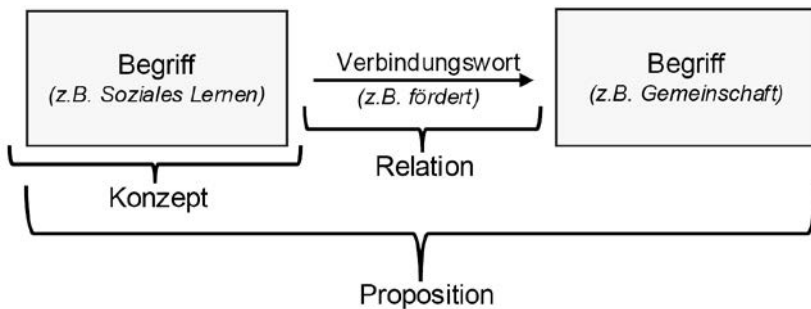 Begriff
(z.B. Soziales Lernen)
Verbindungswort
(z.B. fördert)
Begriff
(z.B. Gemeinschaft)
Relation
Konzept
Proposition